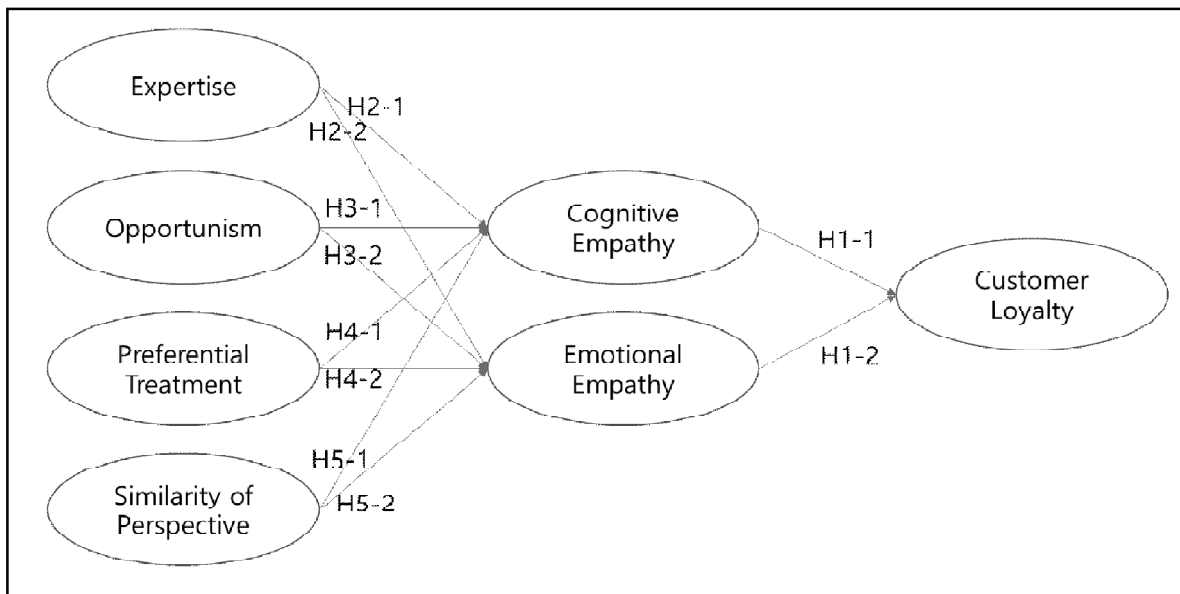 Expertise
H2-1
H2-2
Opportunism
H3-1
H3-2
Cognitive
Empathy
H1-1
Customer
Loyalty
Preferential
Treatment
H4-1
H4-2
Emotional
Empathy
H1-2
Similarity of
Perspective
H5-1
H5-2